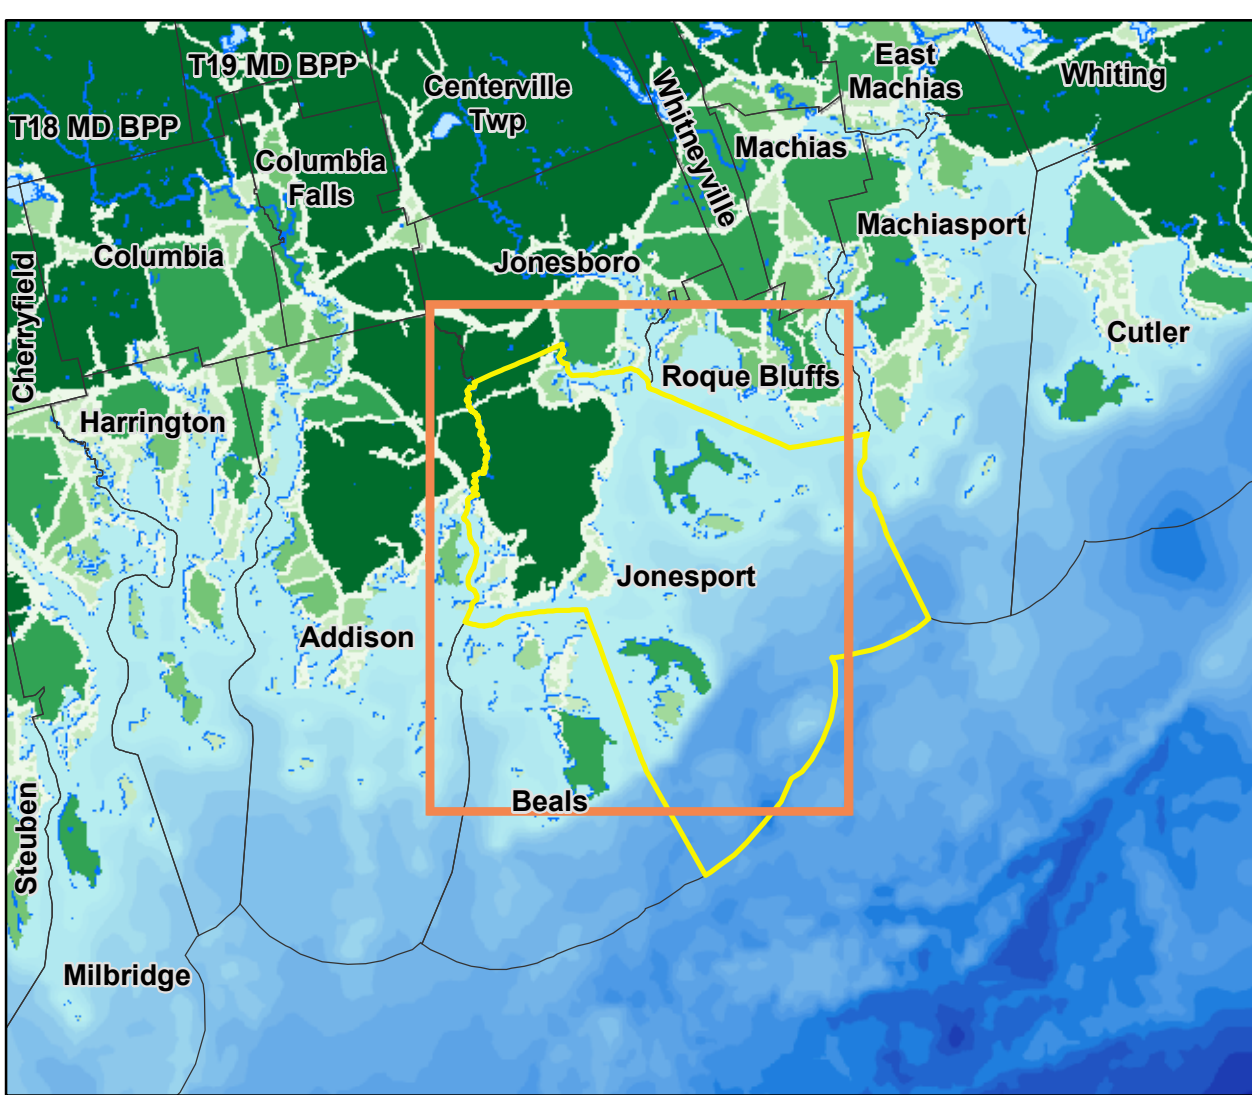 T19 MD BPP
East
Machias
Whiting
Centerville
Twp
Whitneyville
T18 MD BPP
Machias
Columbia
Falls
Machiasport
Columbia
Jonesboro
Cherryfield
Cutler
Roque Bluffs
Harrington
Jonesport
Addison
Beals
Steuben
Milbridge